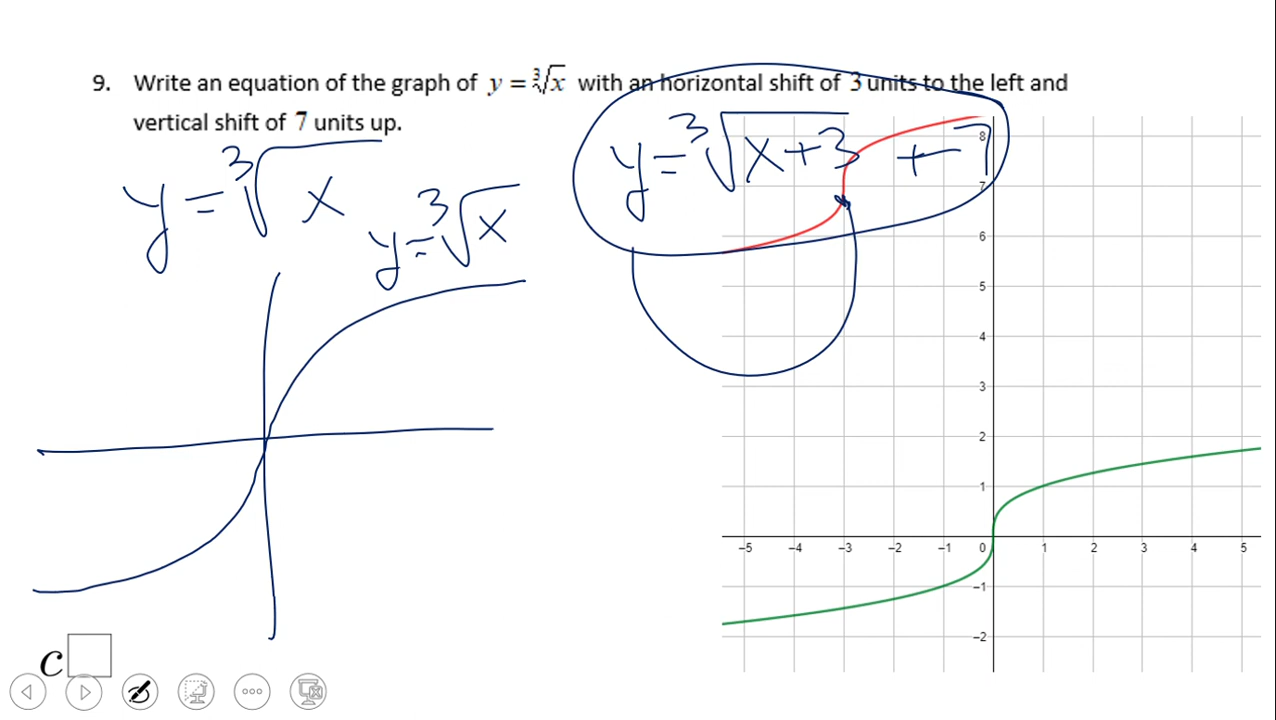 9. Write an equation of the graph of y = ∛x with an horizontal shift of 3 units to the left and
vertical shift of 7 units up.
y = ∛x
y = ∛x
y = ∛(x+3) + 7
8
7
6
5
4
3
2
1
-5 -4 -3 -2 -1 0 1 2 3 4 5
-1
-2
c